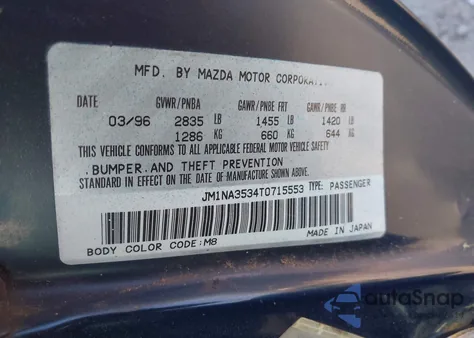 MFD. BY MAZDA MOTOR CORPORATION
DATE GVWR/PNBA GAWR/PNBE FRT GAWR/PNBE RR
03/96 2835 LB 1455 LB 1420 LB
1286 KG 660 KG 644 KG
THIS VEHICLE CONFORMS TO ALL APPLICABLE FEDERAL MOTOR VEHICLE SAFETY
, BUMPER, AND THEFT PREVENTION
STANDARD IN EFFECT ON THE DATE OF MANUFACTURE SHOWN ABOVE.
JM1NA3534T0715553 TYPE: PASSENGER
BODY COLOR CODE: M8 MADE IN JAPAN
autoSnap